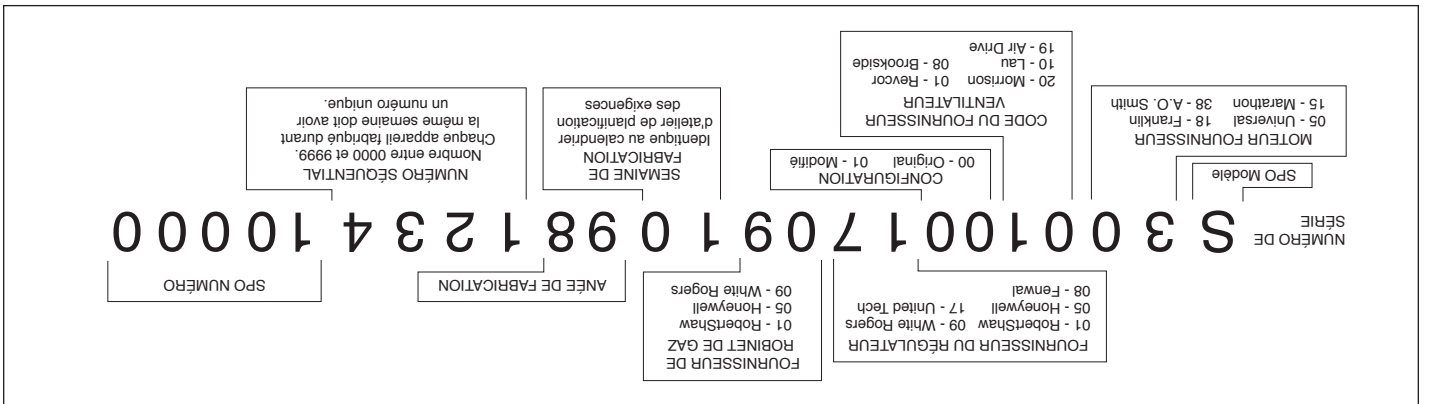 MOTEUR FOURNISSEUR
05 - Universal 18 - Franklin
15 - Marathon 38 - A.O. Smith
SPO Modèle
CODE DU FOURNISSEUR
VENTILATEUR
20 - Morrison 01 - Revcor
10 - Lau 08 - Brookside
19 - Air Drive
CONFIGURATION
00 - Original 01 - Modifié
SEMAINE DE
FABRICATION
Identique au calendrier
d'atelier de planification
des exigences
NUMÉRO SÉQUENTIAL
Nombre entre 0000 et 9999.
Chaque appareil fabriqué durant
la même semaine doit avoir
un numéro unique.
NUMÉRO DE
SÉRIE
S 3 0 0 1 0 0 1 7 0 9 1 0 9 8 1 2 3 4 1 0 0 0 0
FOURNISSEUR DU RÉGULATEUR
01 - RobertShaw 09 - White Rogers
05 - Honeywell 17 - United Tech
08 - Fenwal
FOURNISSEUR DE
ROBINET DE GAZ
01 - RobertShaw
05 - Honeywell
09 - White Rogers
ANÉE DE FABRICATION
SPO NUMÉRO